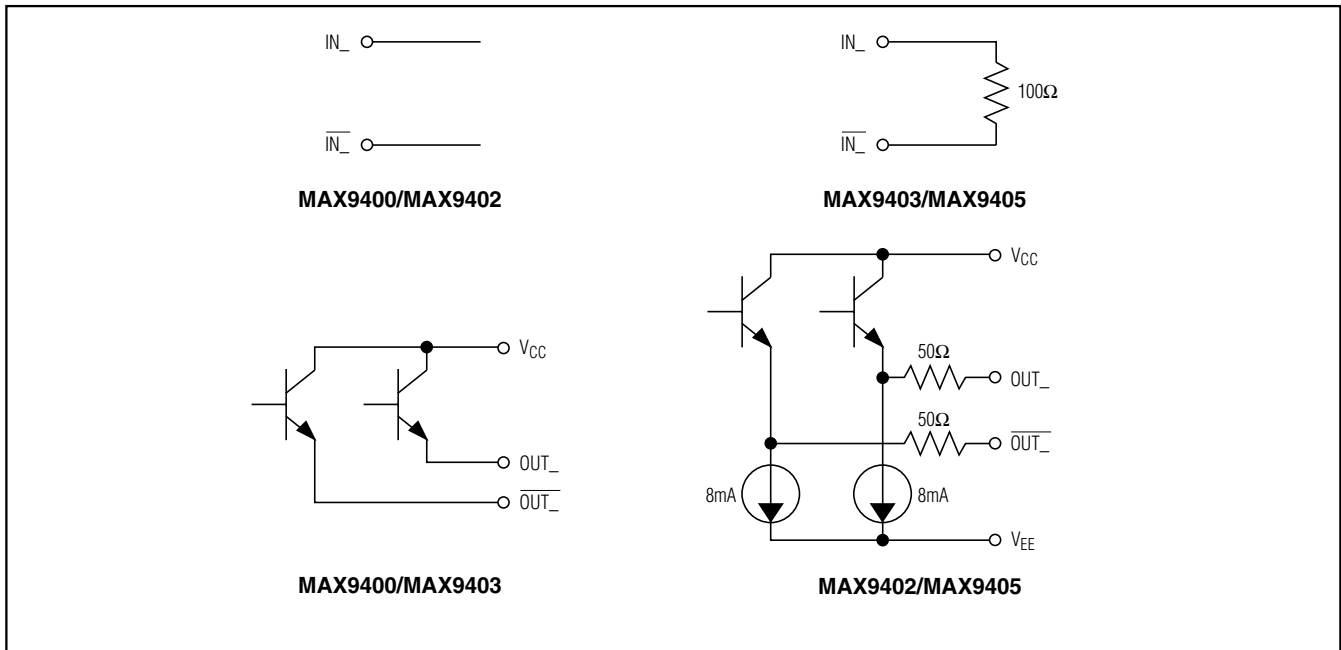 IN_
IN_
100Ω
IN_
IN_
MAX9400/MAX9402
MAX9403/MAX9405
VCC
OUT_
OUT_
MAX9400/MAX9403
VCC
50Ω
OUT_
50Ω
OUT_
8mA
8mA
VEE
MAX9402/MAX9405